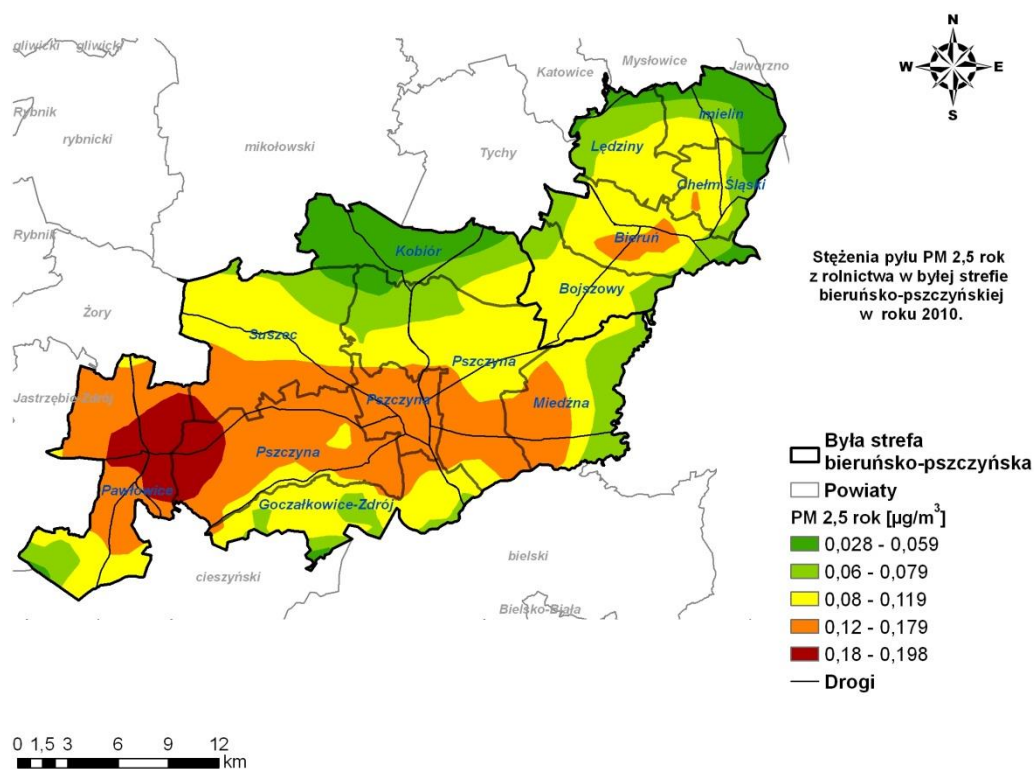 N
W E
S
gliwicki gliwicki
Mysłowice
Katowice
Jaworzno
Rybnik
rybnicki
mikołowski
Tychy
Imielin
Lędziny
Chełm Śląski
Rybnik
Kobiór
Bieruń
Stężenia pyłu PM 2,5 rok
z rolnictwa w byłej strefie
bieruńsko-pszczyńskiej
w roku 2010.
Bojszowy
Żory
Suszec
Pszczyna
Jastrzębie-Zdrój
Pszczyna
Miedźna
Pszczyna
Pawłowice
Goczałkowice-Zdrój
bielski
cieszyński
Bielsko-Biała
Była strefa
bieruńsko-pszczyńska
Powiaty
PM 2,5 rok [µg/m³]
0,028 - 0,059
0,06 - 0,079
0,08 - 0,119
0,12 - 0,179
0,18 - 0,198
Drogi
0 1,5 3 6 9 12
km